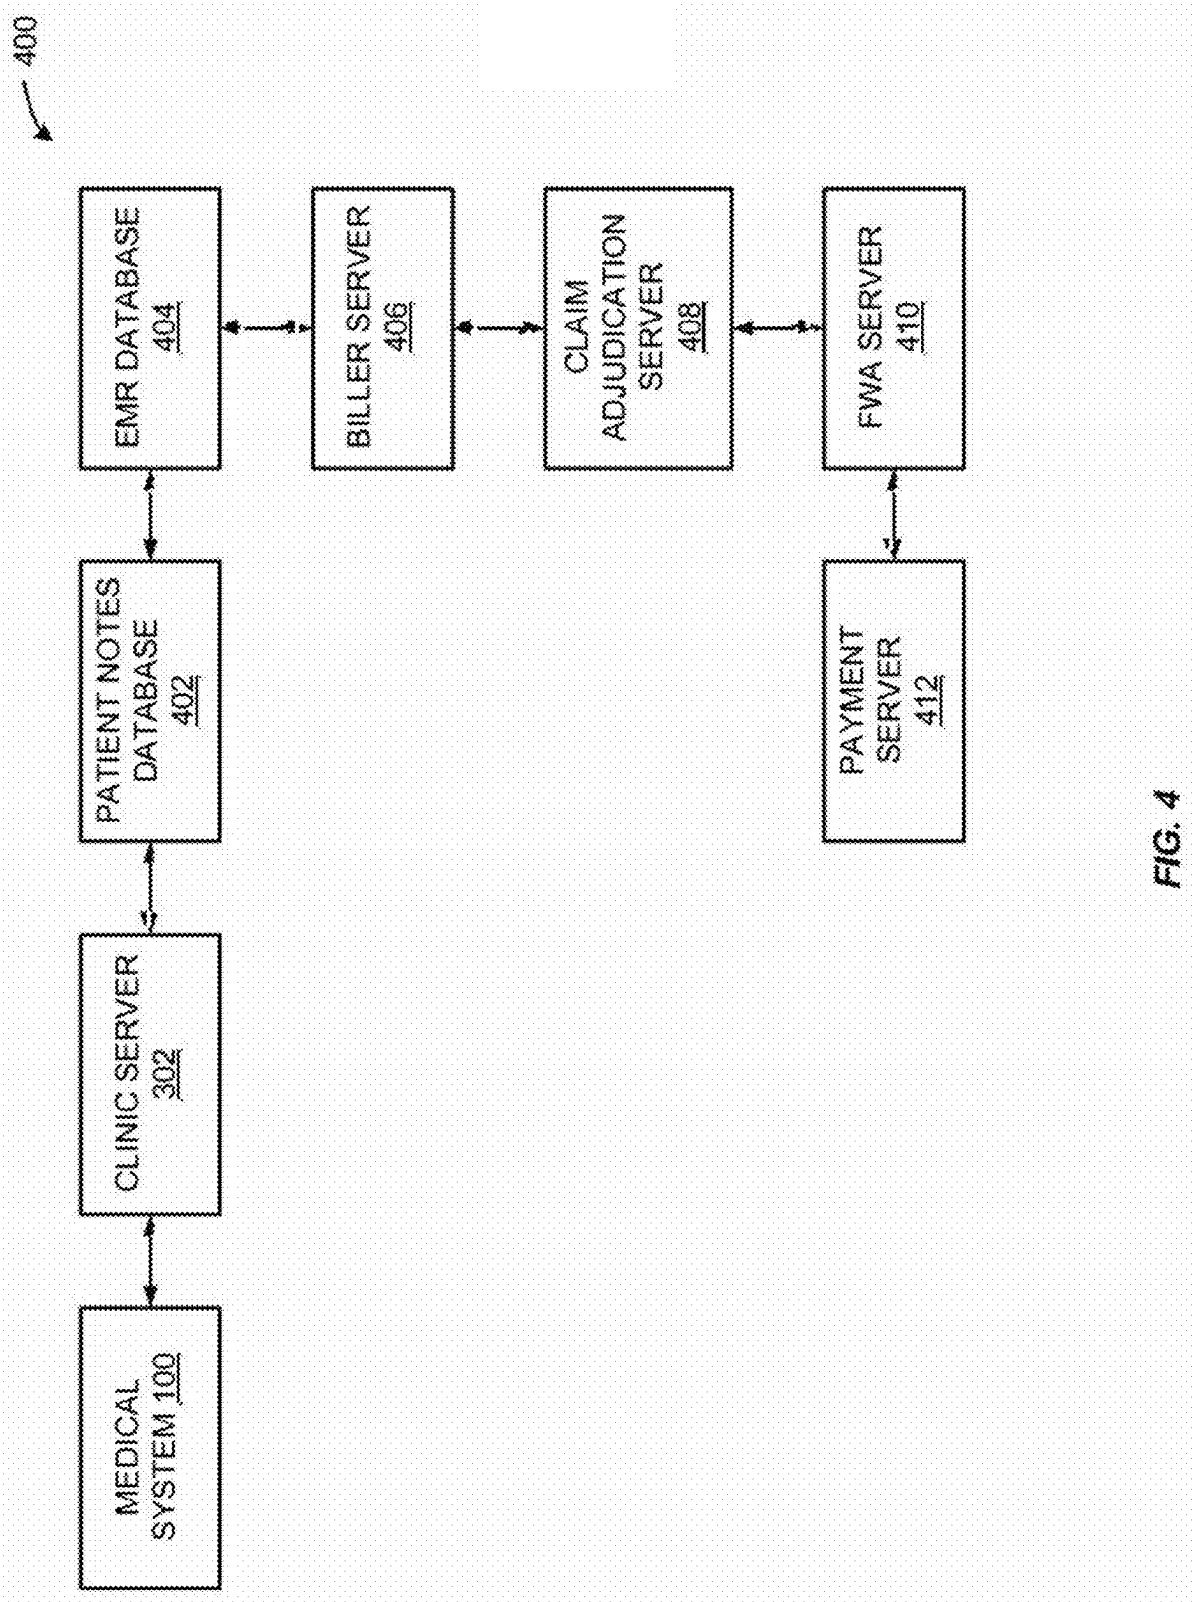 400
MEDICAL
SYSTEM 100
CLINIC SERVER
302
PATIENT NOTES
DATABASE
402
EMR DATABASE
404
BILLER SERVER
406
CLAIM
ADJUDICATION
SERVER
408
PAYMENT
SERVER
412
FWA SERVER
410
FIG. 4